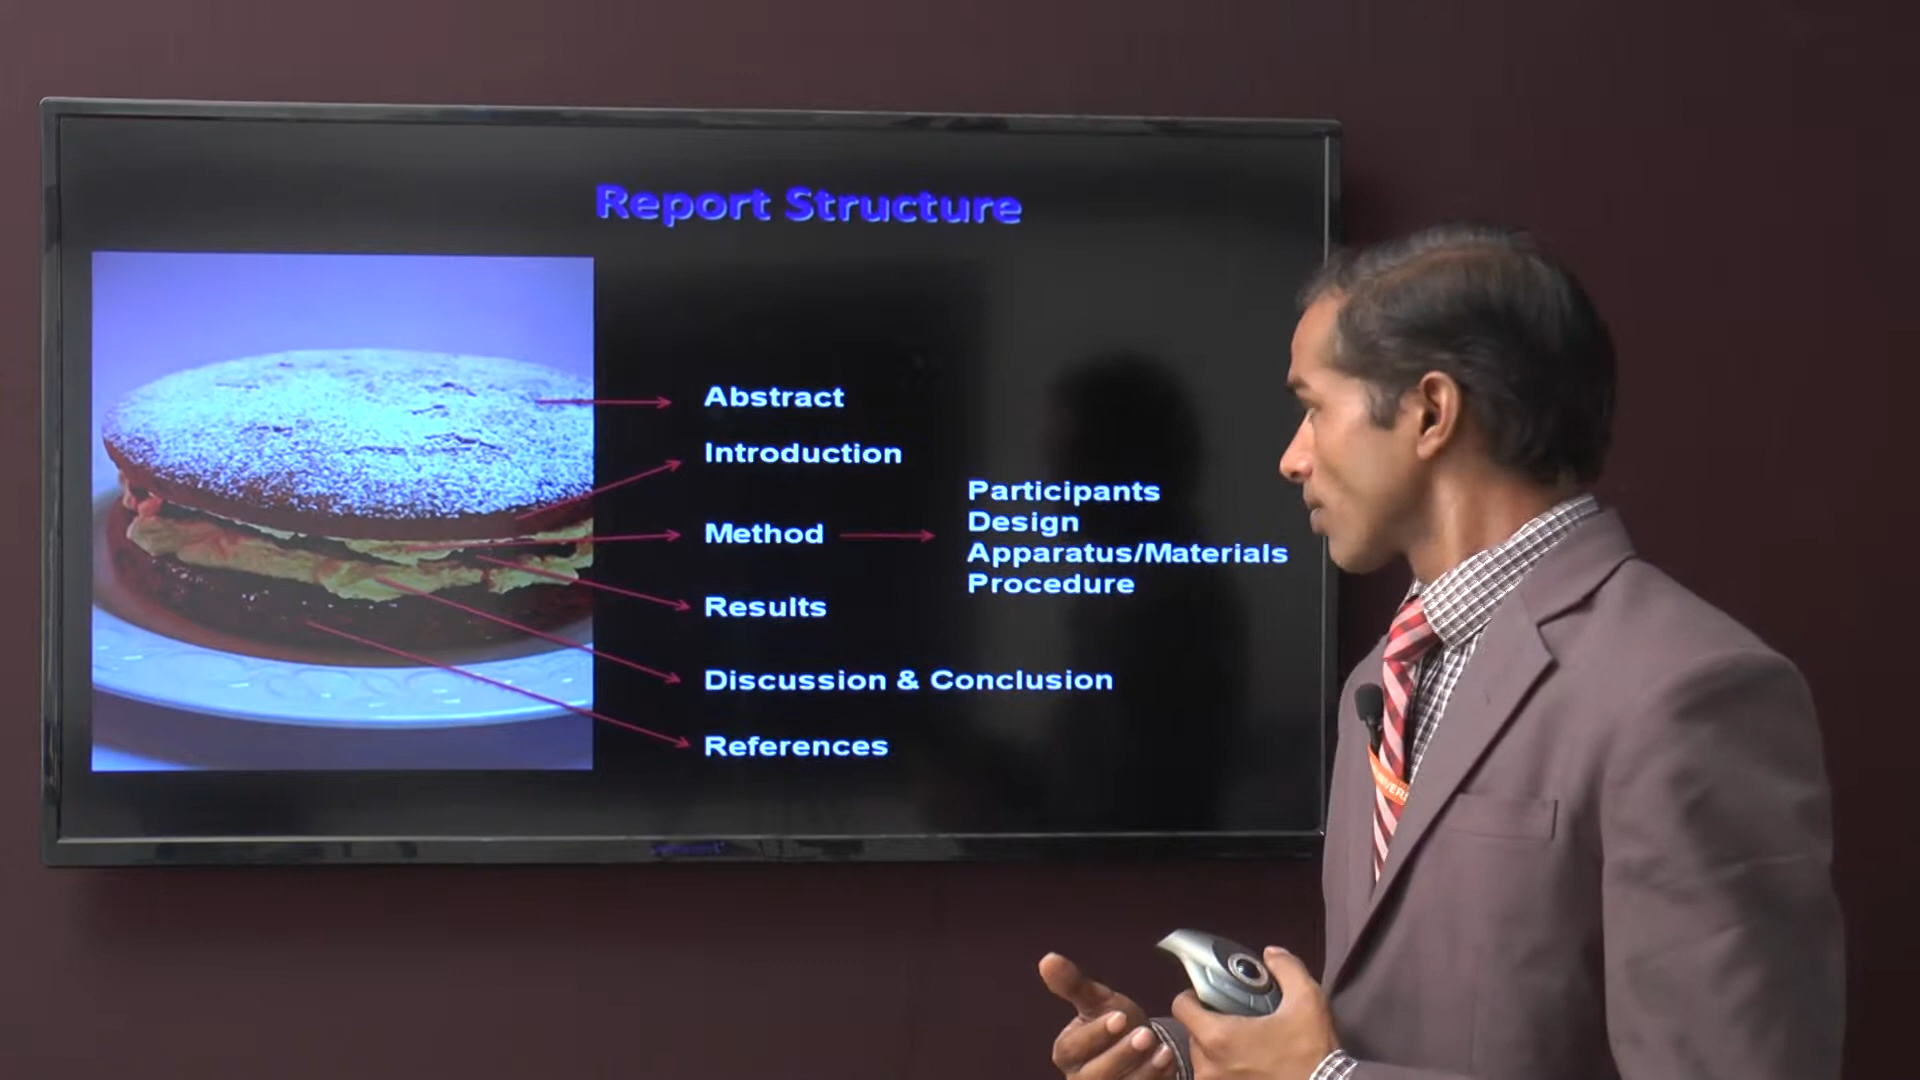 Report Structure
Abstract
Introduction
Method
Participants
Design
Apparatus/Materials
Procedure
Results
Discussion & Conclusion
References